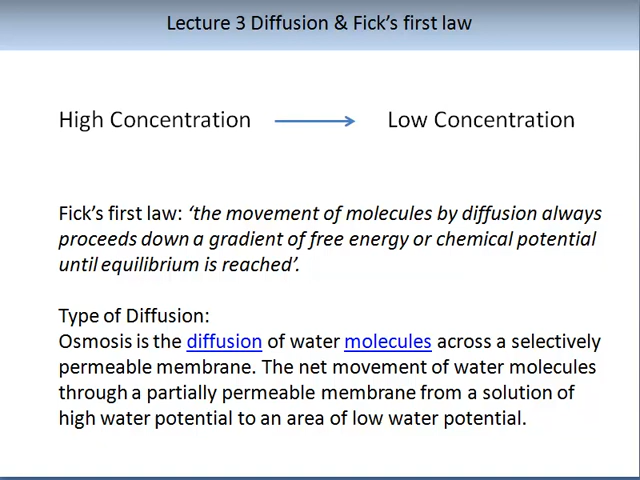 Lecture 3 Diffusion & Fick's first law
High Concentration Low Concentration
Fick's first law: 'the movement of molecules by diffusion always
proceeds down a gradient of free energy or chemical potential
until equilibrium is reached'.
Type of Diffusion:
Osmosis is the diffusion of water molecules across a selectively
permeable membrane. The net movement of water molecules
through a partially permeable membrane from a solution of
high water potential to an area of low water potential.